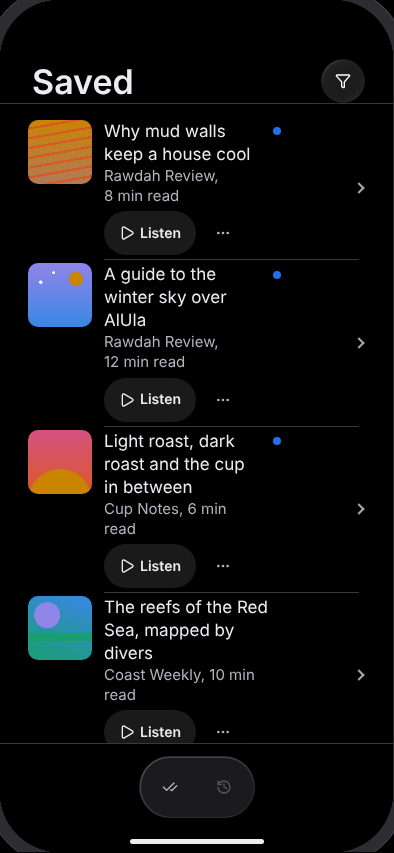 Saved
Why mud walls
keep a house cool
Rawdah Review,
8 min read
Listen
A guide to the
winter sky over
AlUla
Rawdah Review,
12 min read
Listen
Light roast, dark
roast and the cup
in between
Cup Notes, 6 min
read
Listen
The reefs of the Red
Sea, mapped by
divers
Coast Weekly, 10 min
read
Listen